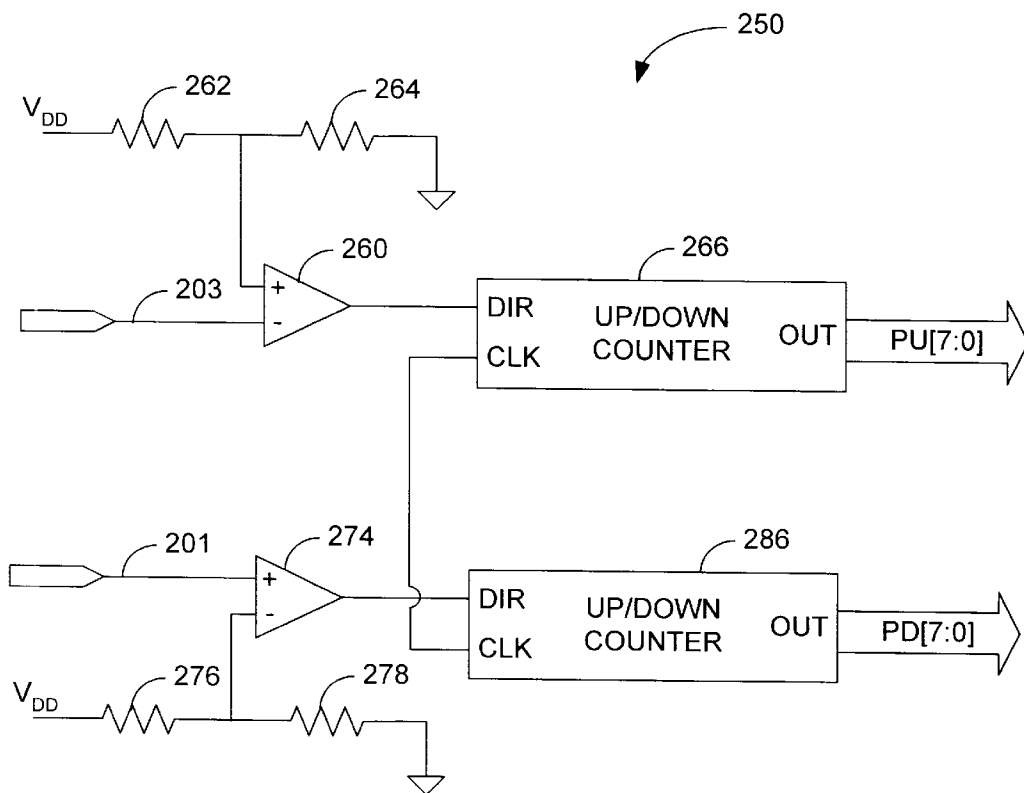 250
262
264
V_DD
260
266
+
-
203
DIR
UP/DOWN
COUNTER
CLK
OUT
PU[7:0]
201
274
286
+
-
DIR
UP/DOWN
COUNTER
CLK
OUT
PD[7:0]
V_DD
276
278